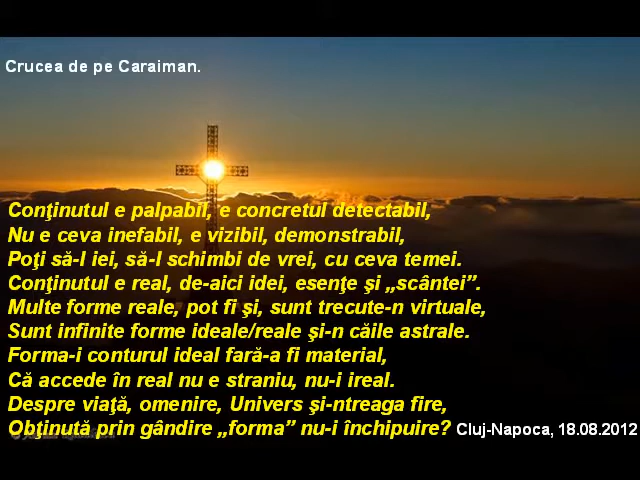 Crucea de pe Caraiman.
Conţinutul e palpabil, e concretul detectabil,
Nu e ceva inefabil, e vizibil, demonstrabil,
Poţi să-l iei, să-l schimbi de vrei, cu ceva temei.
Conţinutul e real, de-aici idei, esenţe şi „scântei”.
Multe forme reale, pot fi şi, sunt trecute-n virtuale,
Sunt infinite forme ideale/reale şi-n căile astrale.
Forma-i conturul ideal fară-a fi material,
Că accede în real nu e straniu, nu-i ireal.
Despre viaţă, omenire, Univers şi-ntreaga fire,
Obţinută prin gândire „forma” nu-i închipuire? Cluj-Napoca, 18.08.2012